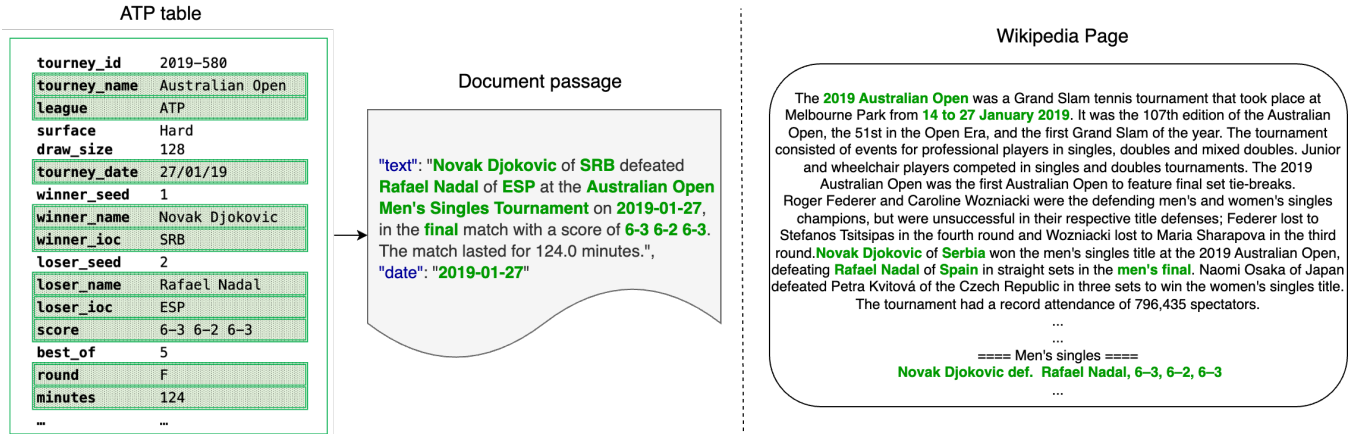 ATP table
tourney_id 2019-580
tourney_name Australian Open
league ATP
surface Hard
draw_size 128
tourney_date 27/01/19
winner_seed 1
winner_name Novak Djokovic
winner_ioc SRB
loser_seed 2
loser_name Rafael Nadal
loser_ioc ESP
score 6-3 6-2 6-3
best_of 5
round F
minutes 124
… …
Document passage
"text": "Novak Djokovic of SRB defeated
Rafael Nadal of ESP at the Australian Open
Men's Singles Tournament on 2019-01-27,
in the final match with a score of 6-3 6-2 6-3.
The match lasted for 124.0 minutes.",
"date": "2019-01-27"
Wikipedia Page
The 2019 Australian Open was a Grand Slam tennis tournament that took place at
Melbourne Park from 14 to 27 January 2019. It was the 107th edition of the Australian
Open, the 51st in the Open Era, and the first Grand Slam of the year. The tournament
consisted of events for professional players in singles, doubles and mixed doubles. Junior
and wheelchair players competed in singles and doubles tournaments. The 2019
Australian Open was the first Australian Open to feature final set tie-breaks.
Roger Federer and Caroline Wozniacki were the defending men's and women's singles
champions, but were unsuccessful in their respective title defenses; Federer lost to
Stefanos Tsitsipas in the fourth round and Wozniacki lost to Maria Sharapova in the third
round.Novak Djokovic of Serbia won the men's singles title at the 2019 Australian Open,
defeating Rafael Nadal of Spain in straight sets in the men's final. Naomi Osaka of Japan
defeated Petra Kvitová of the Czech Republic in three sets to win the women's singles title.
The tournament had a record attendance of 796,435 spectators.
...
...
==== Men's singles ====
Novak Djokovic def. Rafael Nadal, 6–3, 6–2, 6–3
...